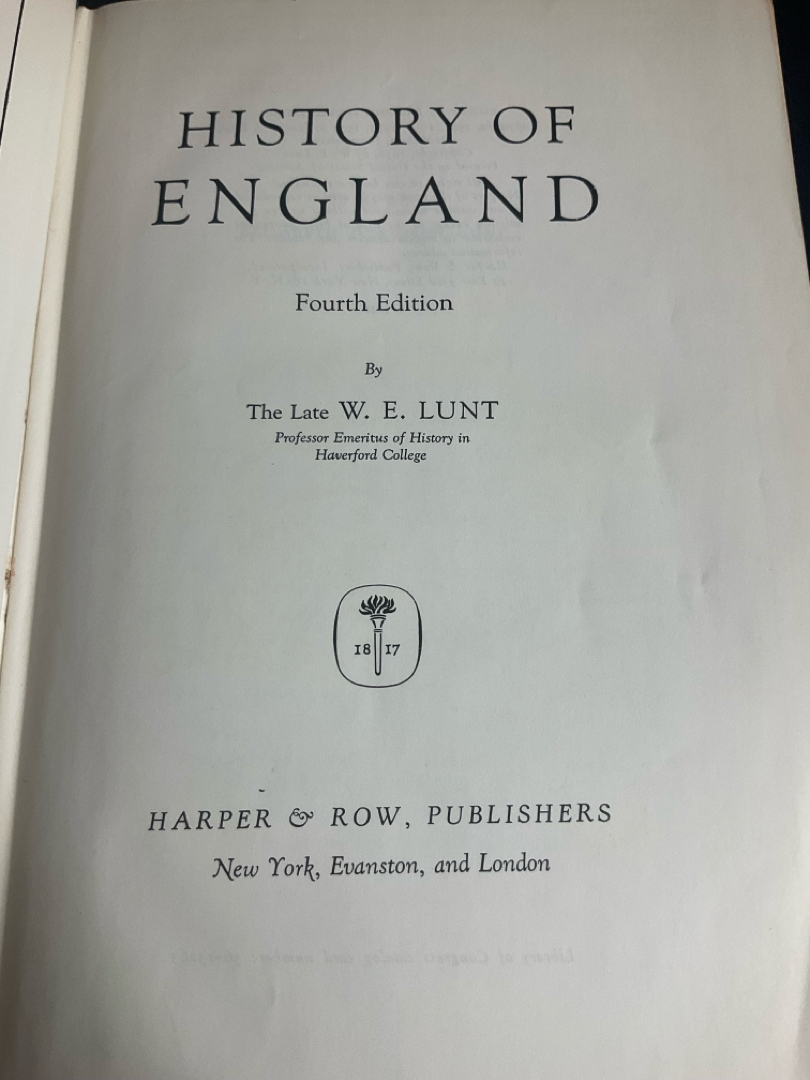 HISTORY OF
ENGLAND
Fourth Edition
By
The Late W. E. LUNT
Professor Emeritus of History in
Haverford College
18 17
HARPER & ROW, PUBLISHERS
New York, Evanston, and London